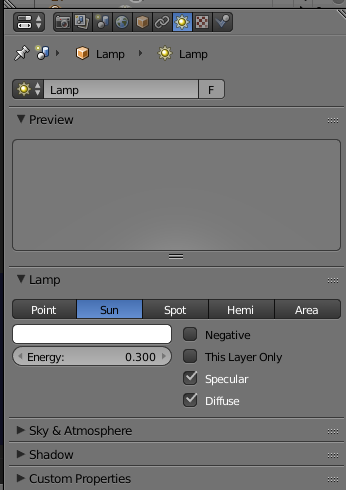 Lamp Lamp
Lamp F
Preview
Lamp
Point Sun Spot Hemi Area
Negative
Energy: 0.300 This Layer Only
Specular
Diffuse
Sky & Atmosphere
Shadow
Custom Properties